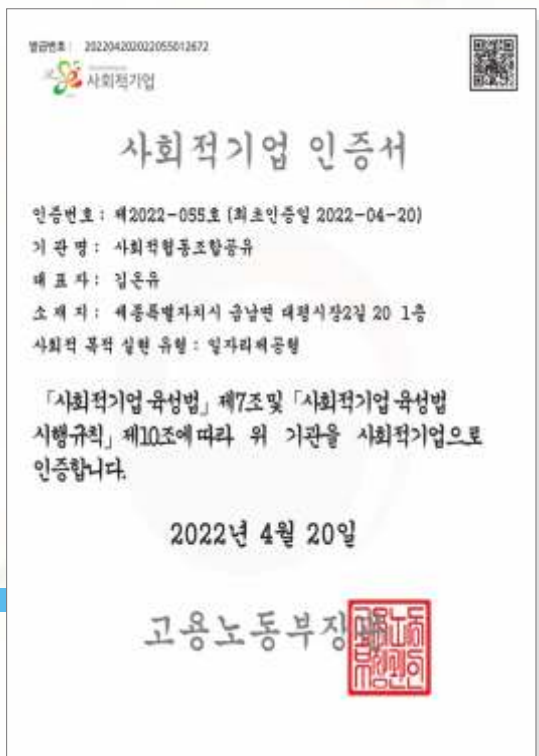 발급번호 : 202204202022055012672
사회적기업
사회적기업 인증서
인증번호 : 제2022-055호 (최초인증일 2022-04-20)
기 관 명 : 사회적협동조합공유
대 표 자 : 김온유
소 재 지 : 세종특별자치시 금남면 대평시장2길 20 1층
사회적 목적 실현 유형 : 일자리제공형
「사회적기업 육성법」 제7조 및 「사회적기업 육성법
시행규칙」 제10조에 따라 위 기관을 사회적기업으로
인증합니다.
2022년 4월 20일
고용노동부장관